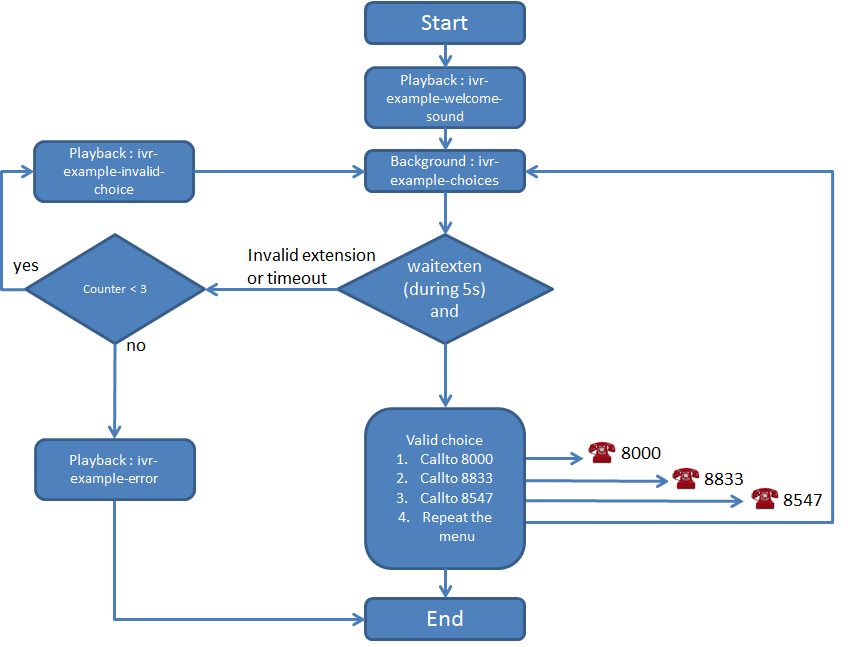 Start
Playback : ivr-
example-welcome-
sound
Playback : ivr-
example-invalid-
choice
Background : ivr-
example-choices
Invalid extension
or timeout
waitexten
(during 5s)
and
yes
Counter < 3
no
Valid choice
1. Callto 8000
2. Callto 8833
3. Callto 8547
4. Repeat the
menu
8000
8833
8547
Playback : ivr-
example-error
End